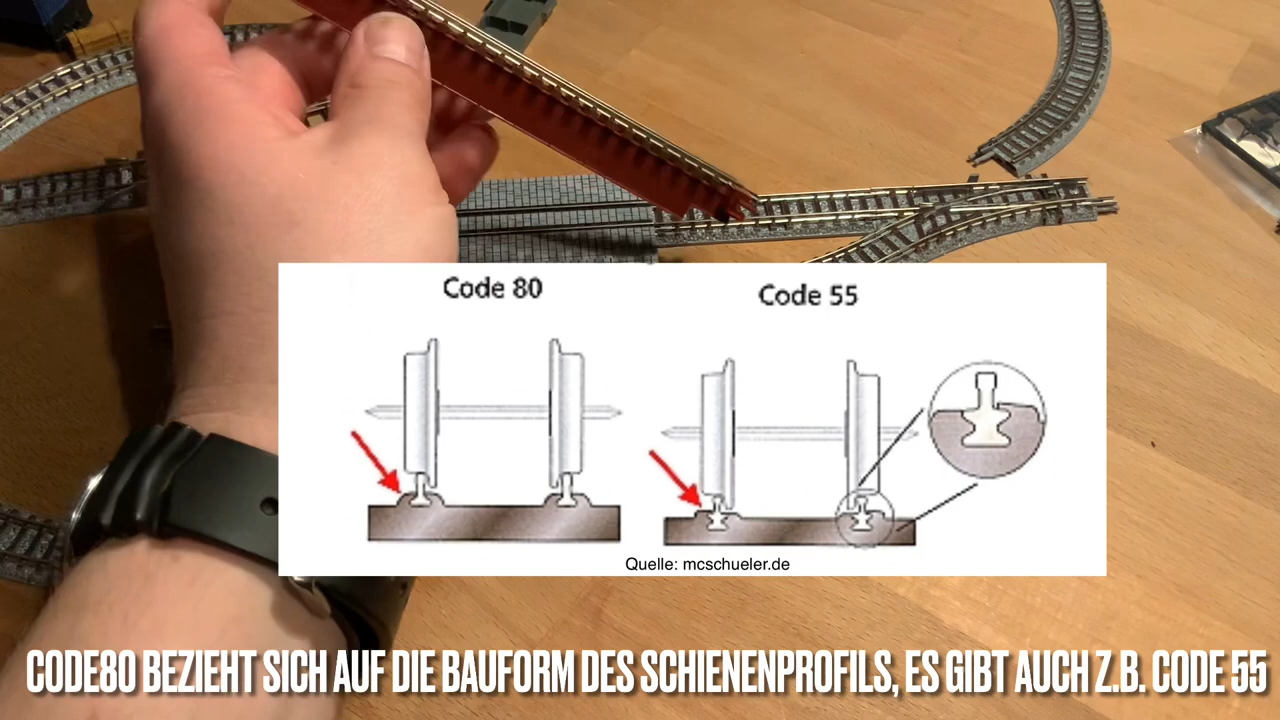 Code 80
Code 55
Quelle: mcschueler.de
CODE80 BEZIEHT SICH AUF DIE BAUFORM DES SCHIENENPROFILS, ES GIBT AUCH Z.B. CODE 55